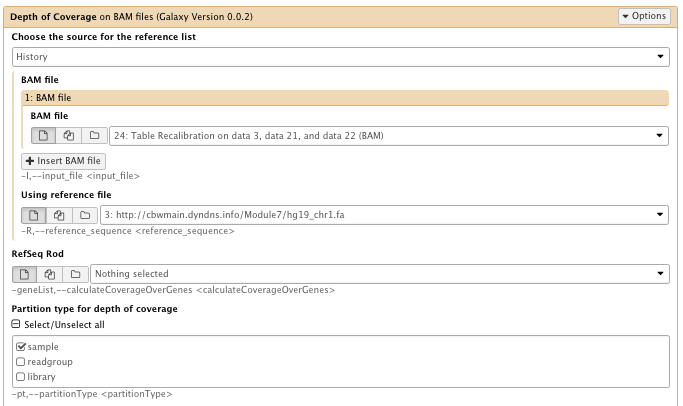 Depth of Coverage on BAM files (Galaxy Version 0.0.2)
Options
Choose the source for the reference list
History
BAM file
1: BAM file
BAM file
24: Table Recalibration on data 3, data 21, and data 22 (BAM)
Insert BAM file
-I,--input_file <input_file>
Using reference file
3: http://cbwmain.dyndns.info/Module7/hg19_chr1.fa
-R,--reference_sequence <reference_sequence>
RefSeq Rod
Nothing selected
-geneList,--calculateCoverageOverGenes <calculateCoverageOverGenes>
Partition type for depth of coverage
Select/Unselect all
sample
readgroup
library
-pt,--partitionType <partitionType>